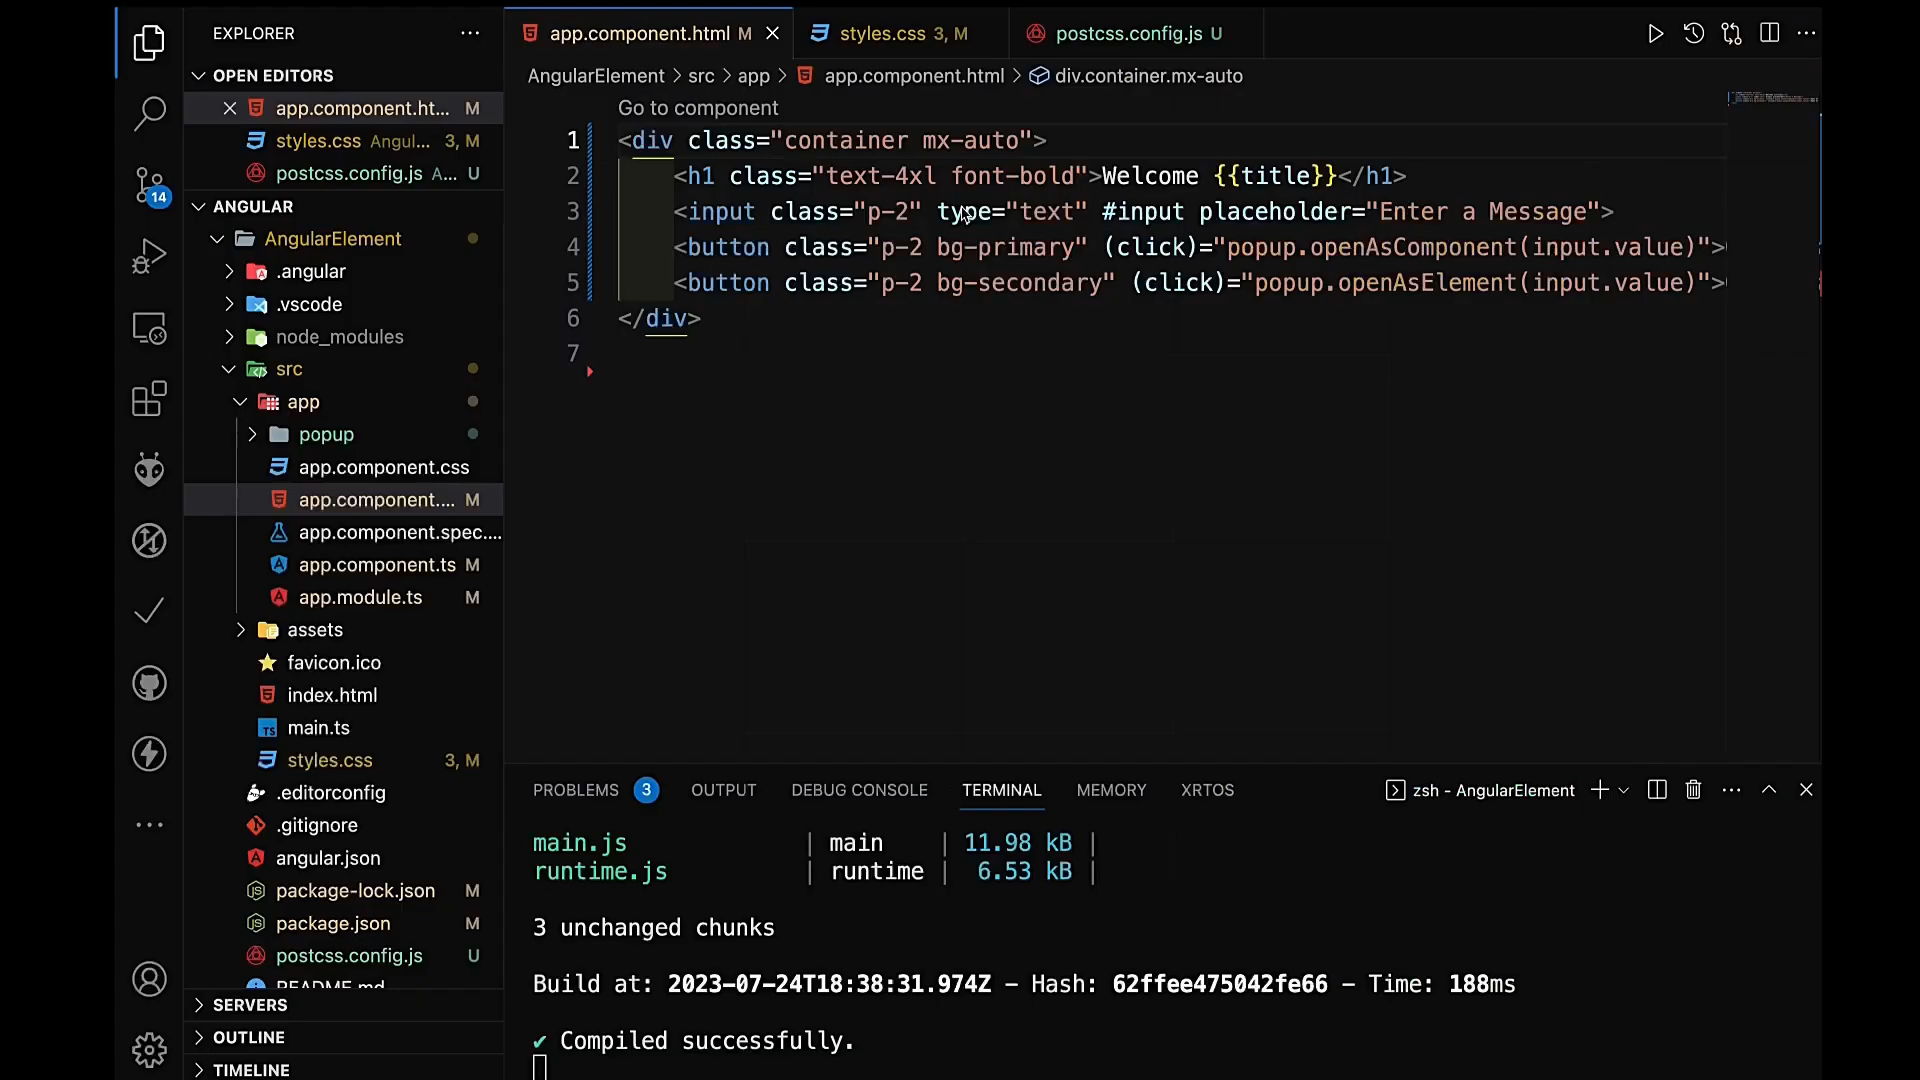 EXPLORER
OPEN EDITORS
app.component.ht... M
styles.css Angul... 3, M
postcss.config.js A... U
ANGULAR
AngularElement
.angular
.vscode
node_modules
src
app
popup
app.component.css
app.component.... M
app.component.spec....
app.component.ts M
app.module.ts M
assets
favicon.ico
index.html
main.ts
styles.css 3, M
.editorconfig
.gitignore
angular.json
package-lock.json M
package.json M
postcss.config.js U
README.md
SERVERS
OUTLINE
TIMELINE
14
app.component.html M
styles.css 3, M
postcss.config.js U
AngularElement > src > app > app.component.html > div.container.mx-auto
Go to component
1 <div class="container mx-auto">
2 <h1 class="text-4xl font-bold">Welcome {{title}}</h1>
3 <input class="p-2" type="text" #input placeholder="Enter a Message">
4 <button class="p-2 bg-primary" (click)="popup.openAsComponent(input.value)">
5 <button class="p-2 bg-secondary" (click)="popup.openAsElement(input.value)">
6 </div>
7
PROBLEMS 3 OUTPUT DEBUG CONSOLE TERMINAL MEMORY XRTOS zsh - AngularElement
main.js | main | 11.98 kB |
runtime.js | runtime | 6.53 kB |
3 unchanged chunks
Build at: 2023-07-24T18:38:31.974Z - Hash: 62ffee475042fe66 - Time: 188ms
✔ Compiled successfully.